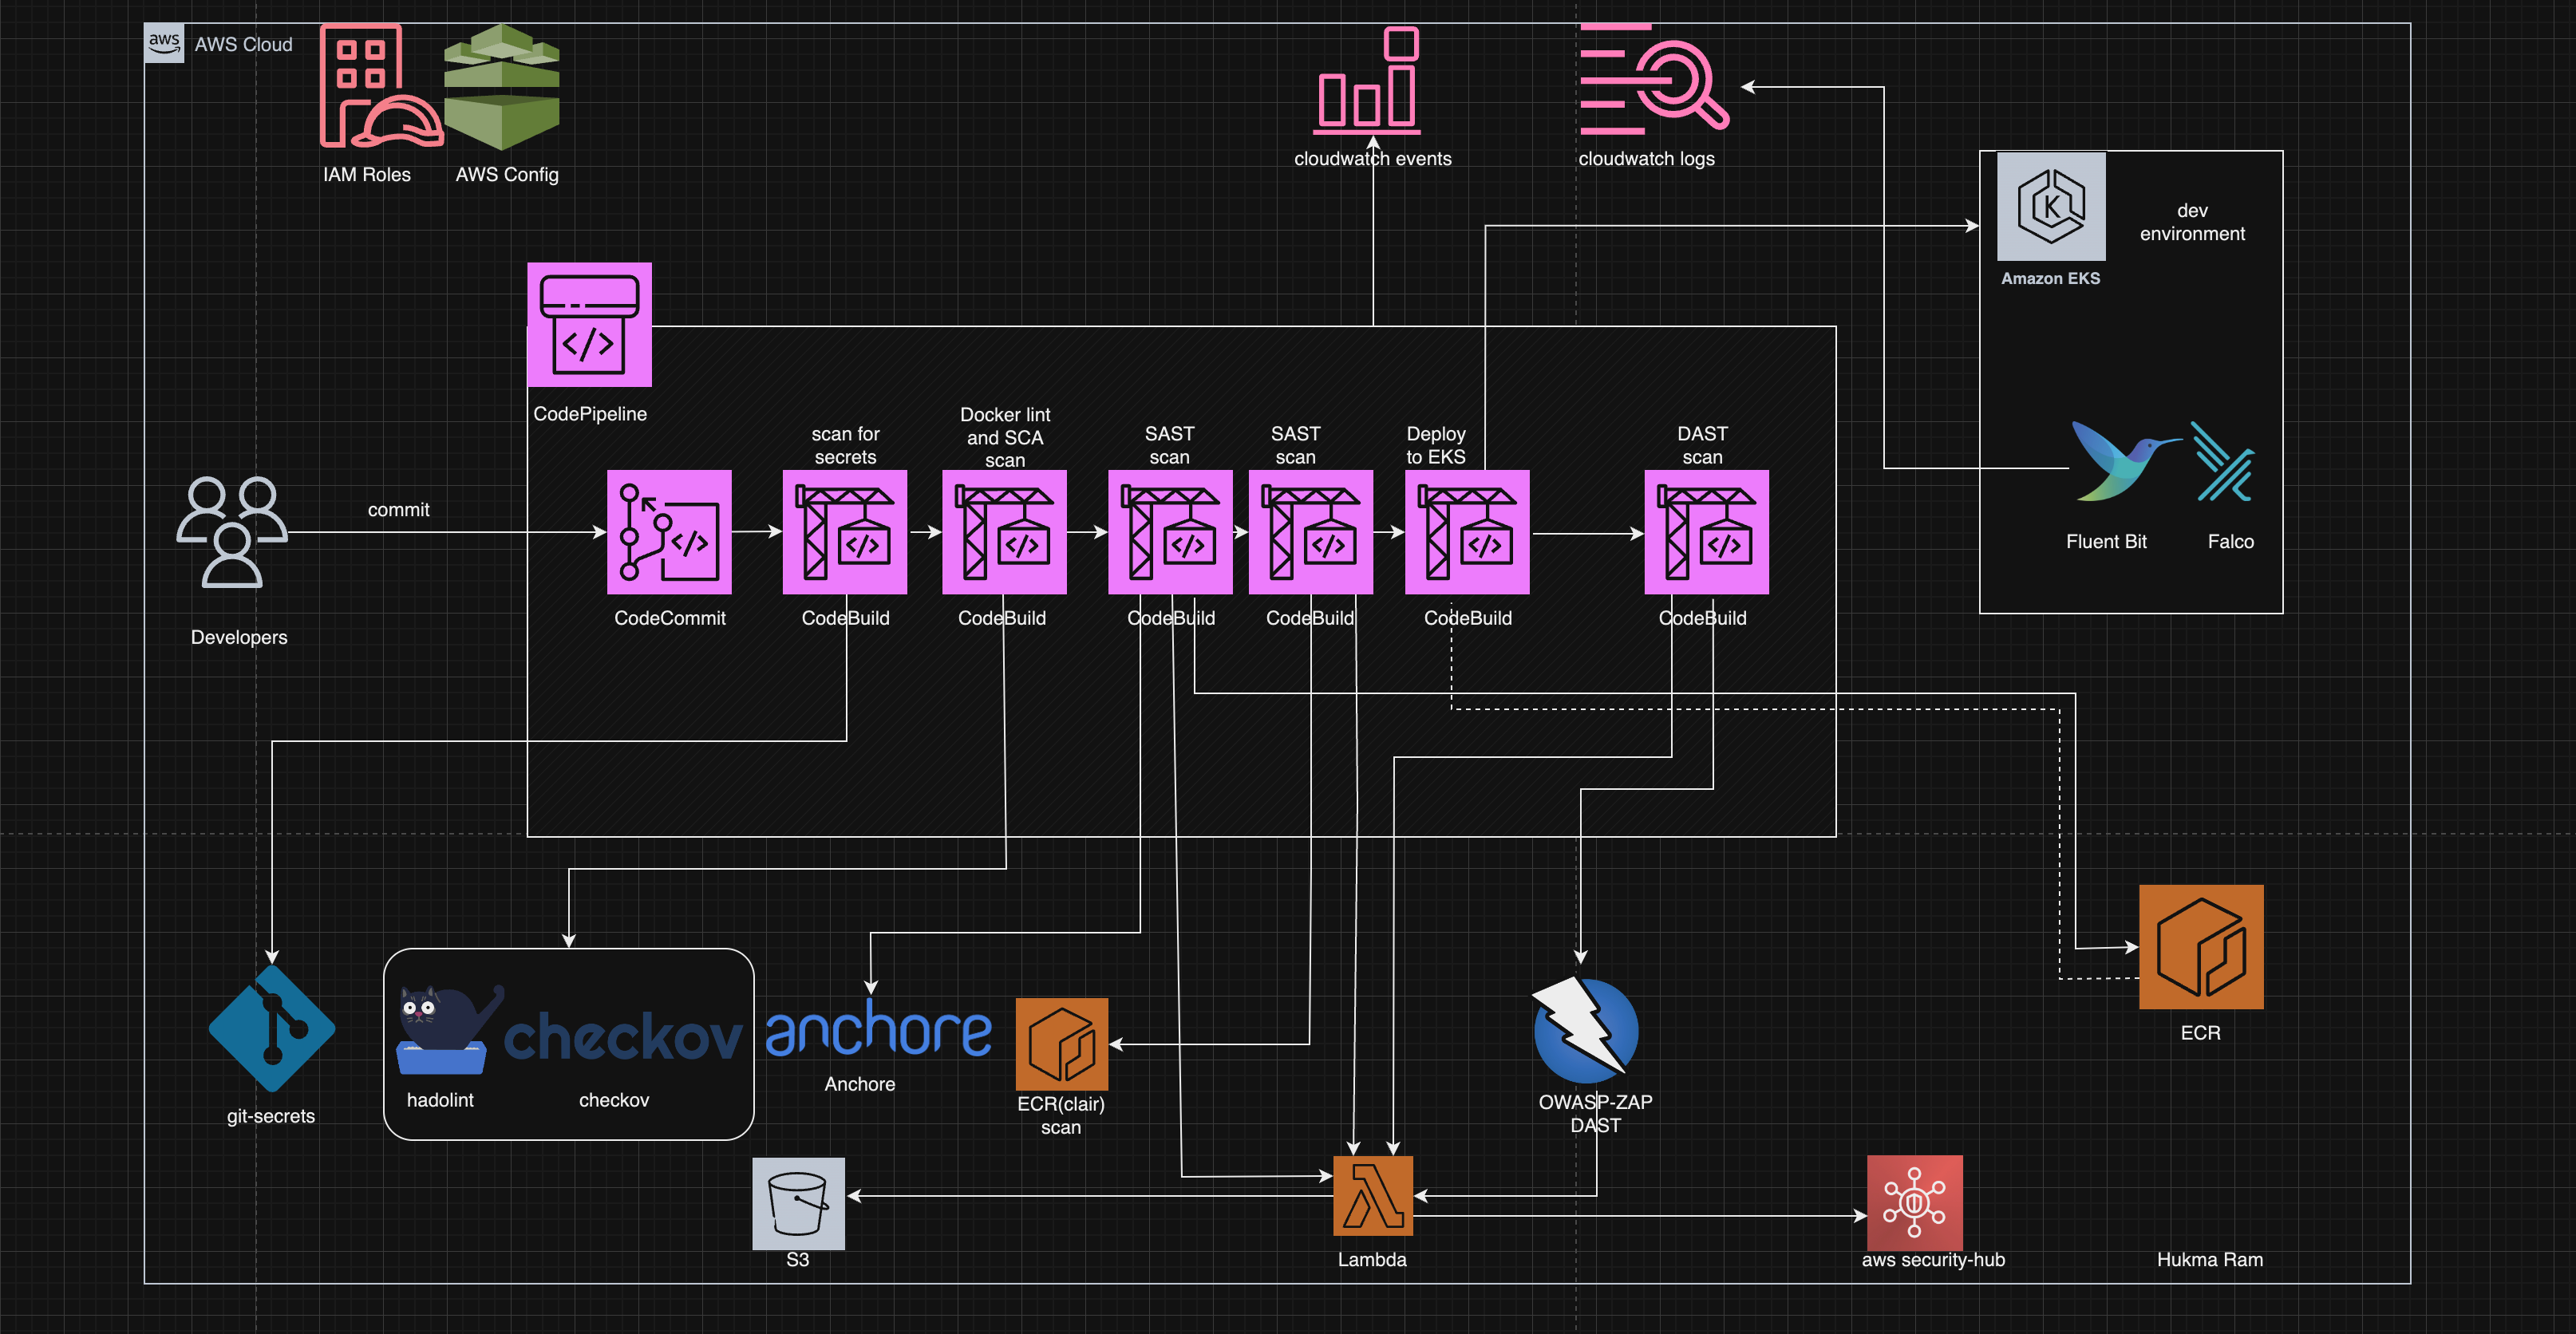 aws
AWS Cloud
IAM Roles
AWS Config
cloudwatch events
cloudwatch logs
K
Amazon EKS
dev
environment
</>
CodePipeline
Developers
commit
</>
CodeCommit
scan for
secrets
</>
CodeBuild
Docker lint
and SCA
scan
</>
CodeBuild
SAST
scan
</>
CodeBuild
SAST
scan
</>
CodeBuild
Deploy
to EKS
</>
CodeBuild
DAST
scan
</>
CodeBuild
Fluent Bit
Falco
git-secrets
hadolint
checkov
checkov
anchore
Anchore
ECR(clair)
scan
OWASP-ZAP
DAST
ECR
S3
Lambda
aws security-hub
Hukma Ram